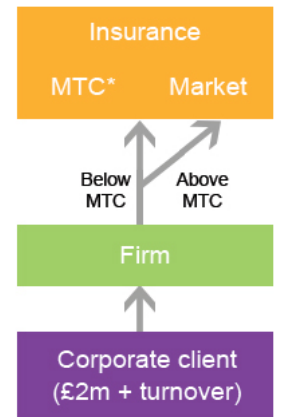 Insurance
MTC* Market
Below Above
MTC MTC
Firm
Corporate client
(£2m + turnover)